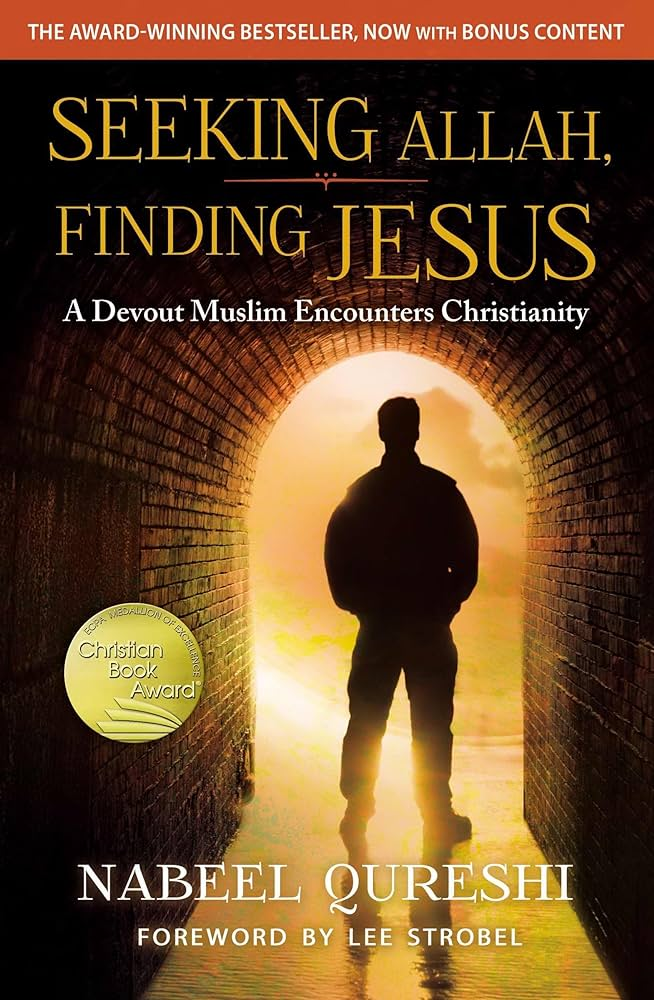 THE AWARD-WINNING BESTSELLER, NOW WITH BONUS CONTENT
SEEKING ALLAH,
FINDING JESUS
A Devout Muslim Encounters Christianity
ECPA MEDALLION OF EXCELLENCE
Christian
Book
Award®
NABEEL QURESHI
FOREWORD BY LEE STROBEL